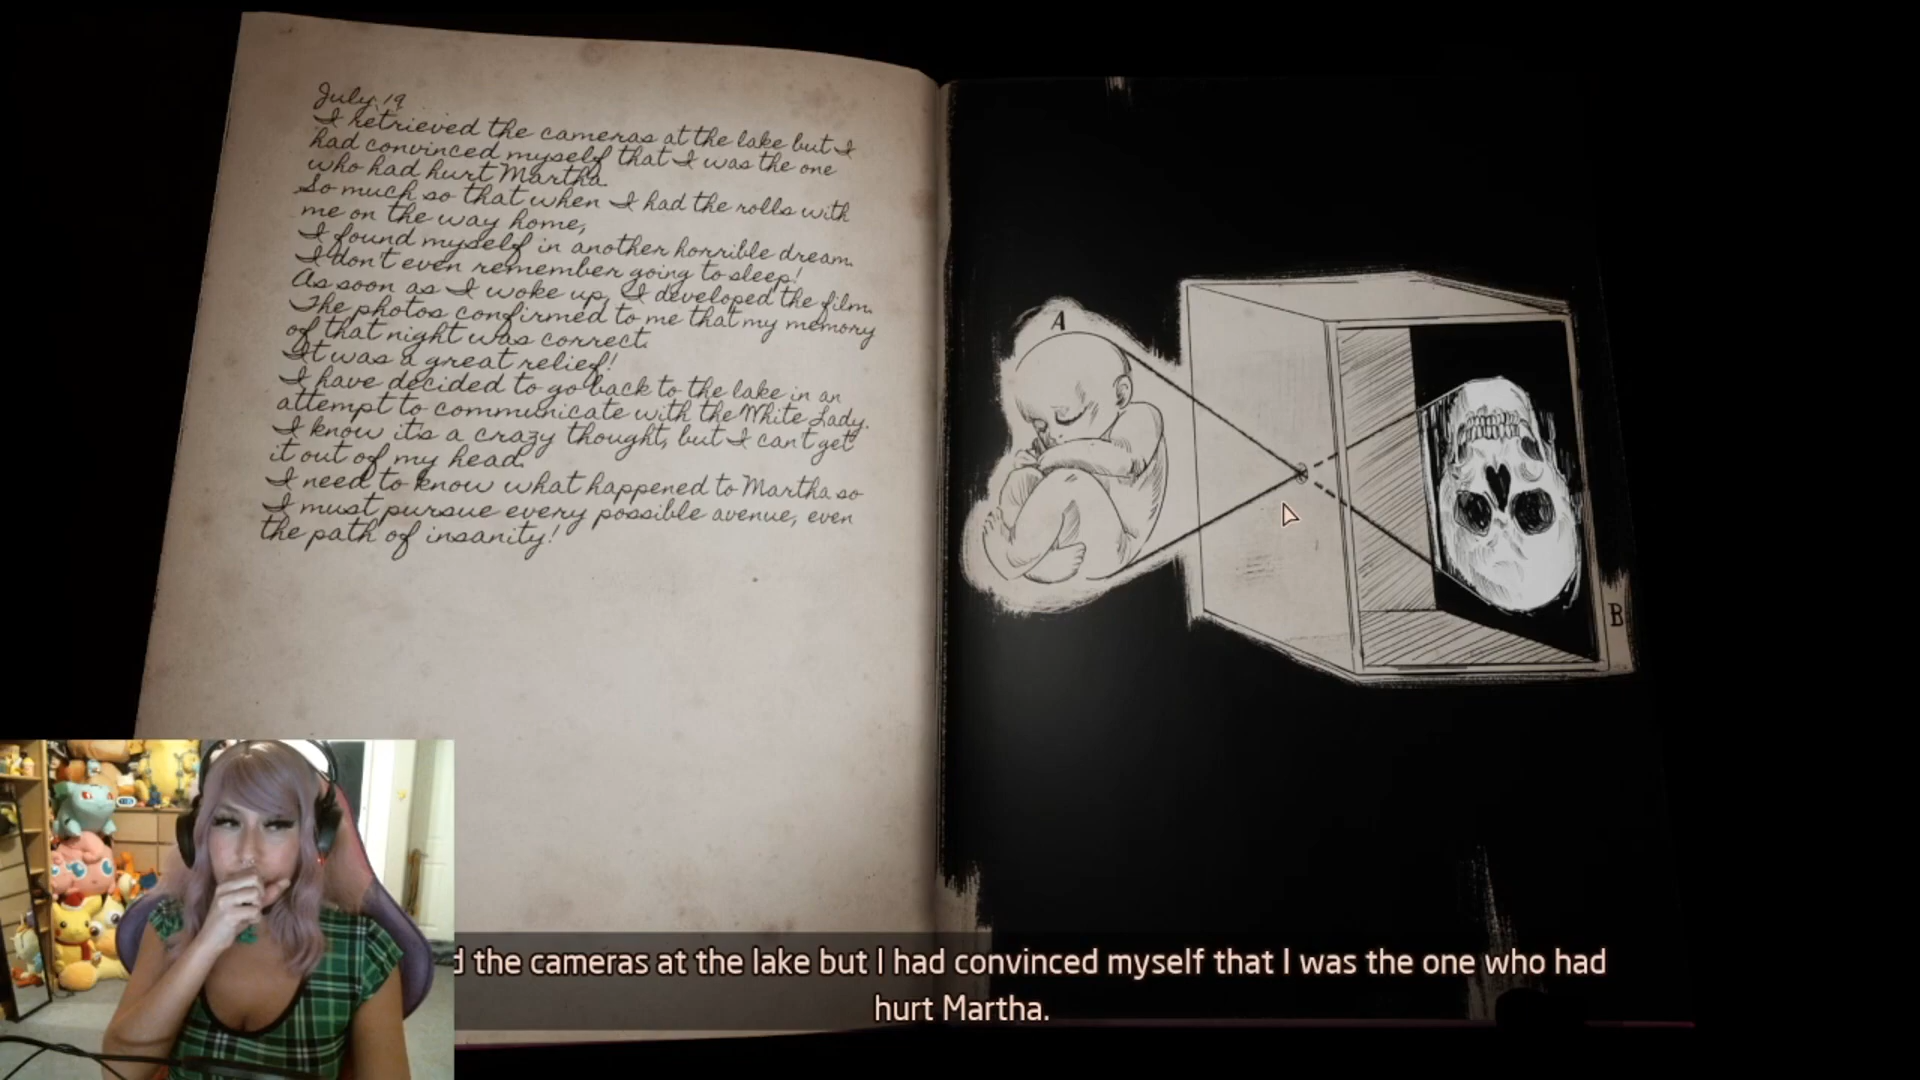 July, 19
I retrieved the cameras at the lake but I
had convinced myself that I was the one
who had hurt Martha.
So much so that when I had the rolls with
me on the way home,
I found myself in another horrible dream.
I don't even remember going to sleep!
As soon as I woke up, I developed the film.
The photos confirmed to me that my memory
of that night was correct.
It was a great relief!
I have decided to go back to the lake in an
attempt to communicate with the White Lady.
I know it's a crazy thought, but I can't get
it out of my head.
I need to know what happened to Martha so
I must pursue every possible avenue, even
the path of insanity!
A
B
d the cameras at the lake but I had convinced myself that I was the one who had
hurt Martha.